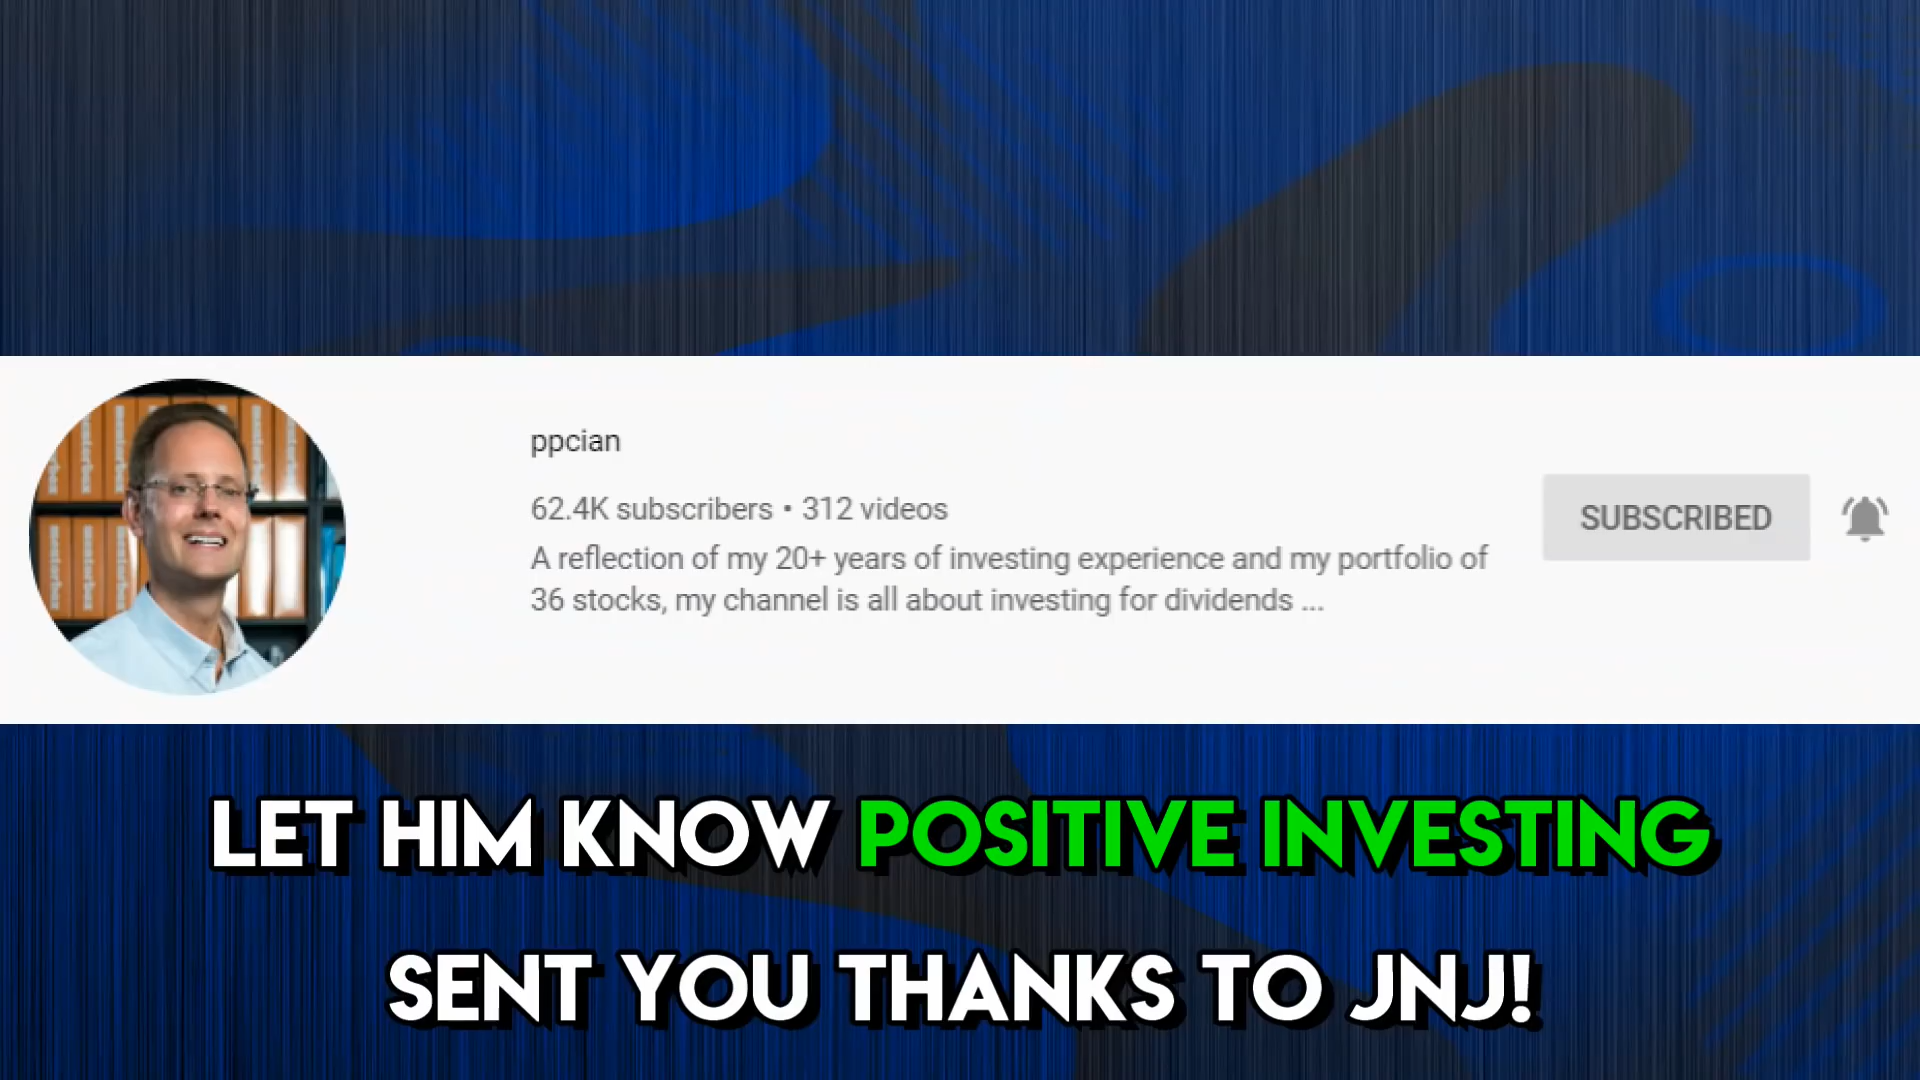 ppcian
62.4K subscribers • 312 videos
A reflection of my 20+ years of investing experience and my portfolio of
36 stocks, my channel is all about investing for dividends ...
SUBSCRIBED
LET HIM KNOW POSITIVE INVESTING
SENT YOU THANKS TO JNJ!